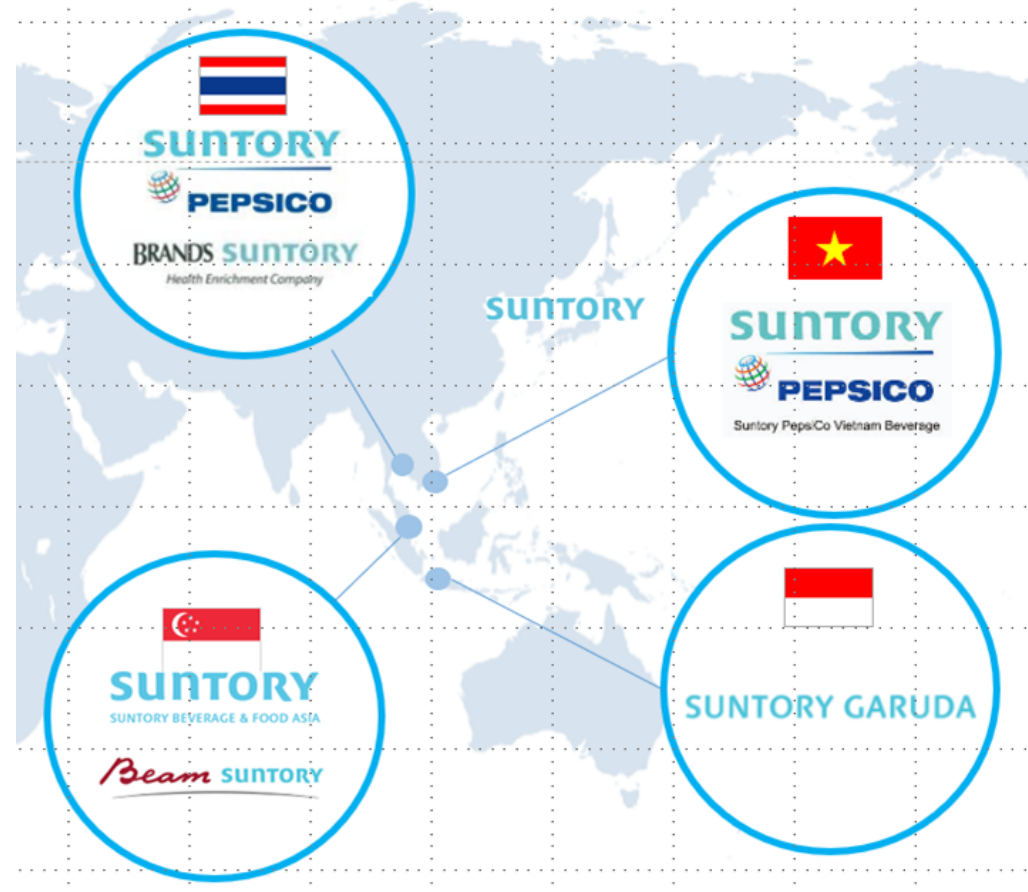 SUNTORY
PEPSICO
BRANDS SUNTORY
Health Enrichment Company
SUNTORY
SUNTORY
PEPSICO
Suntory PepsiCo Vietnam Beverage
SUNTORY
SUNTORY BEVERAGE & FOOD ASIA
Beam SUNTORY
SUNTORY GARUDA